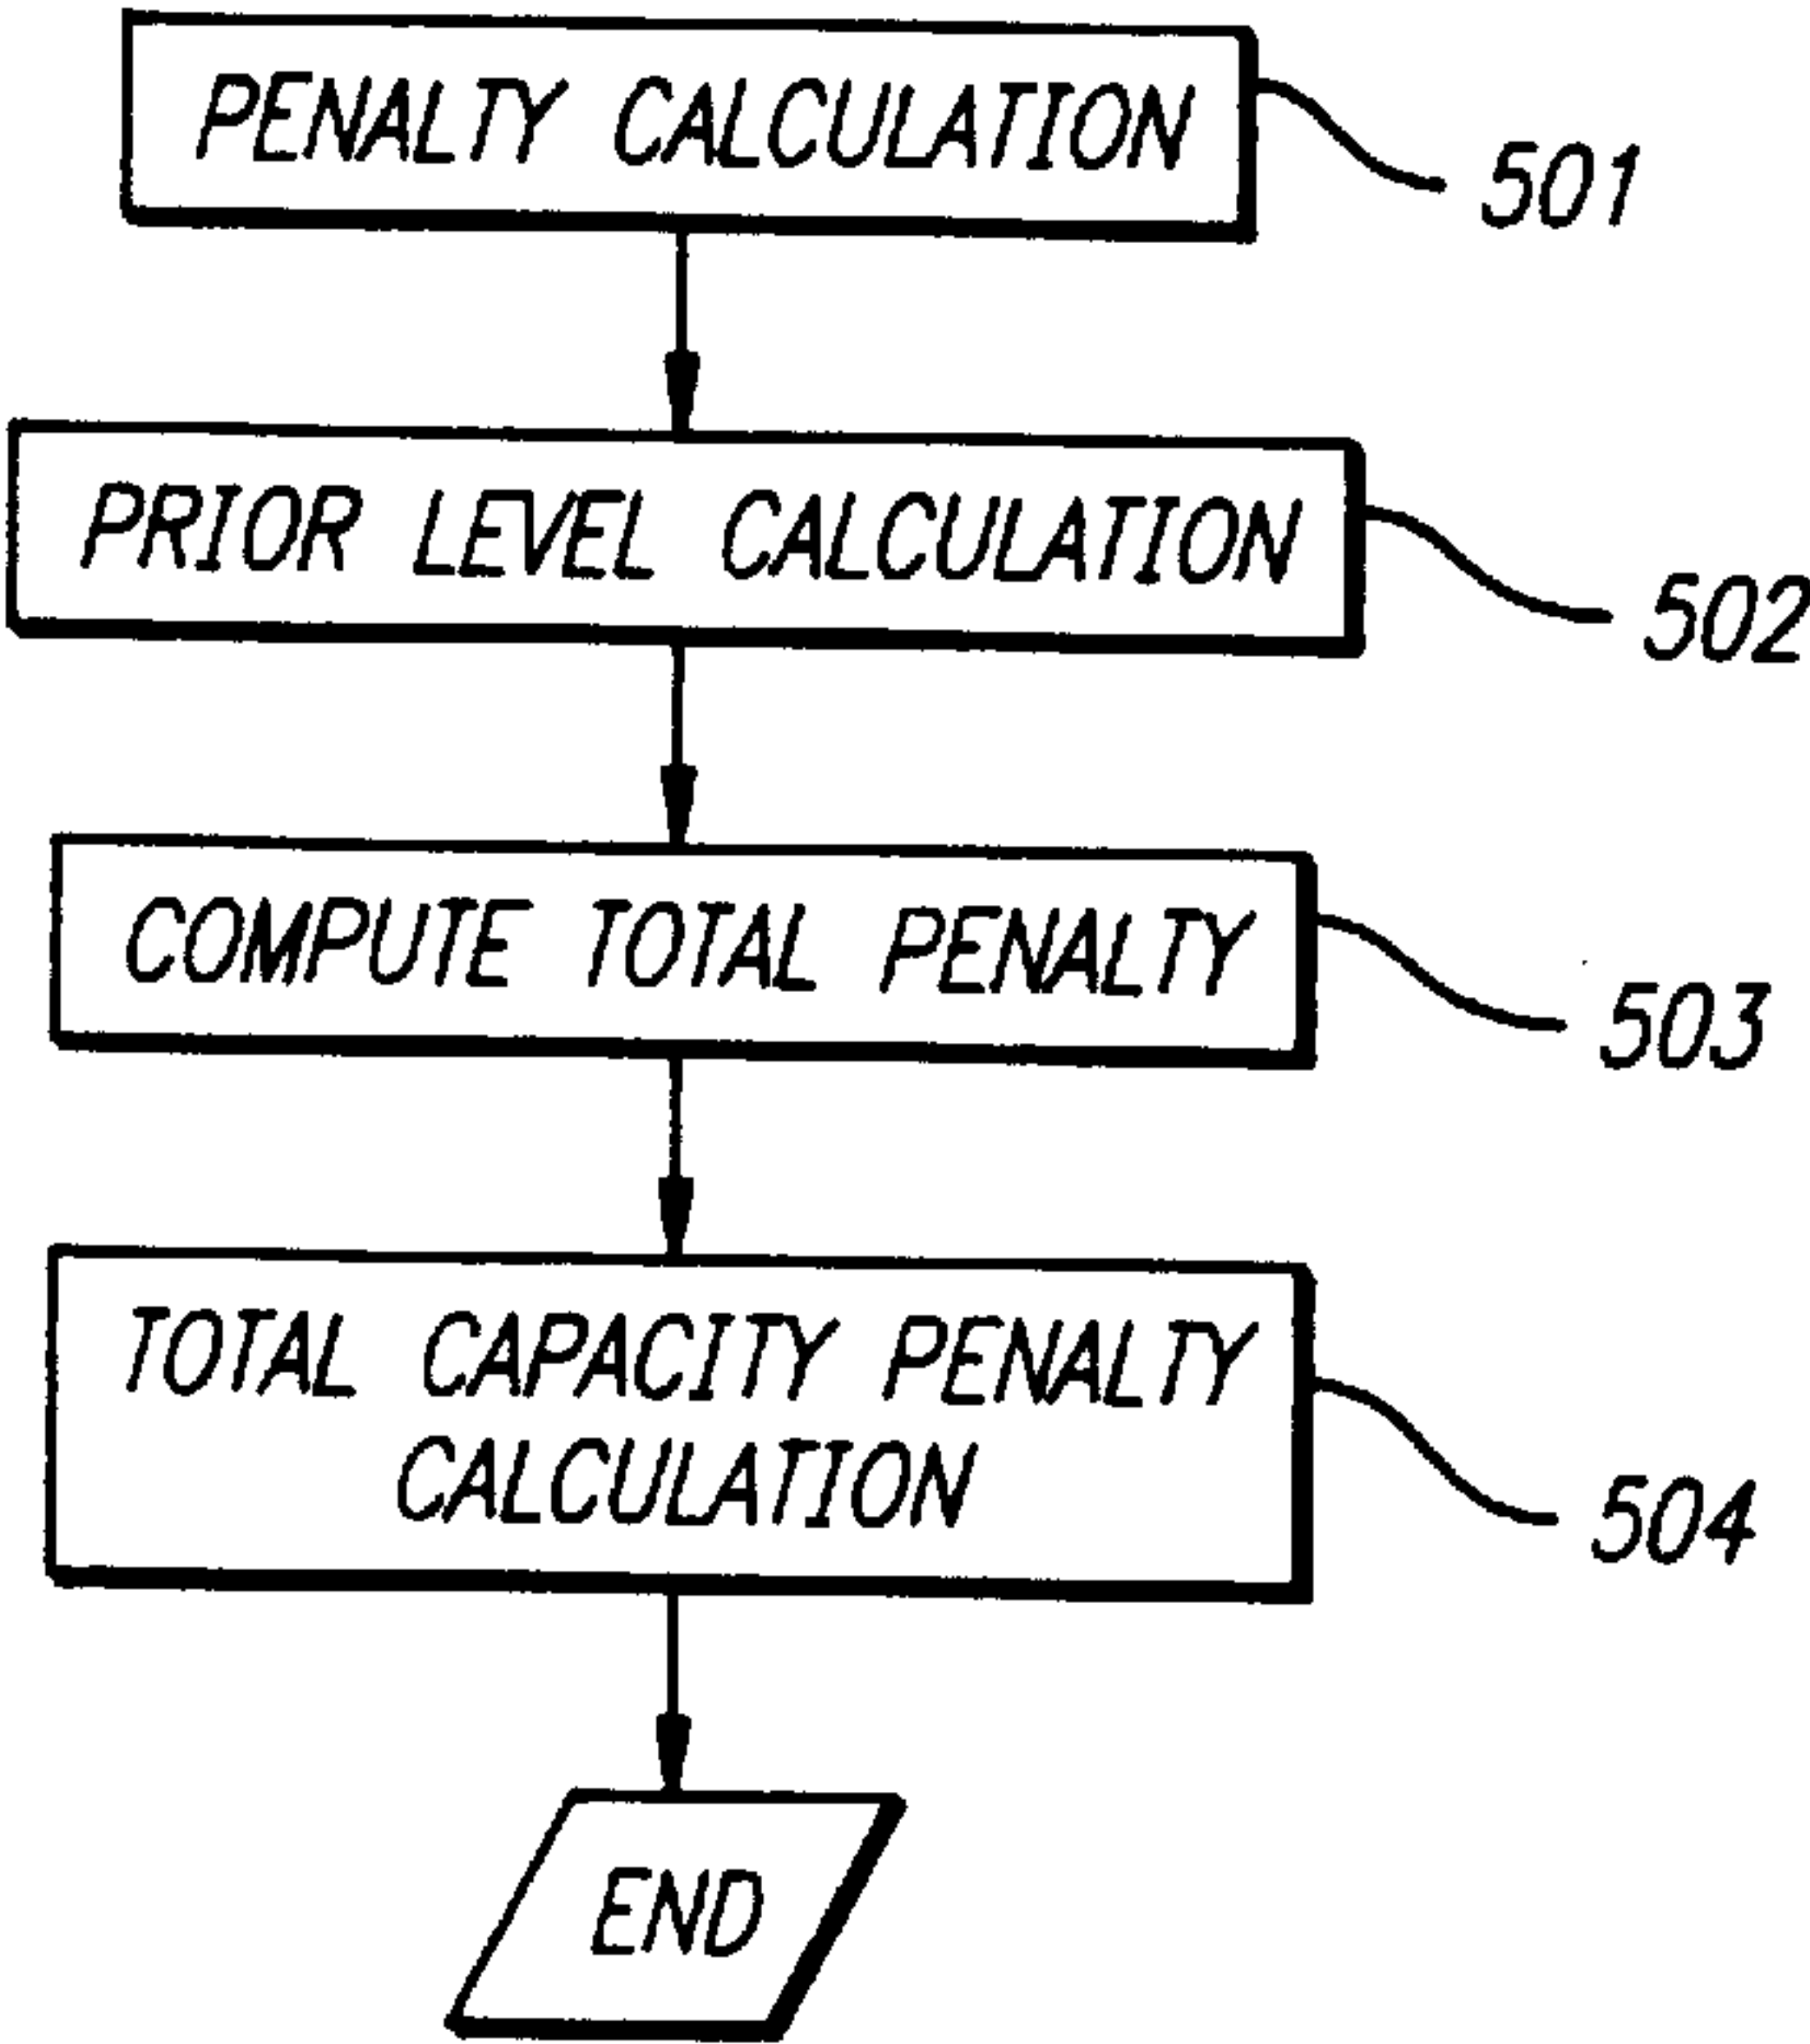 PENALTY CALCULATION
501
PRIOR LEVEL CALCULATION
502
COMPUTE TOTAL PENALTY
503
TOTAL CAPACITY PENALTY
CALCULATION
504
END